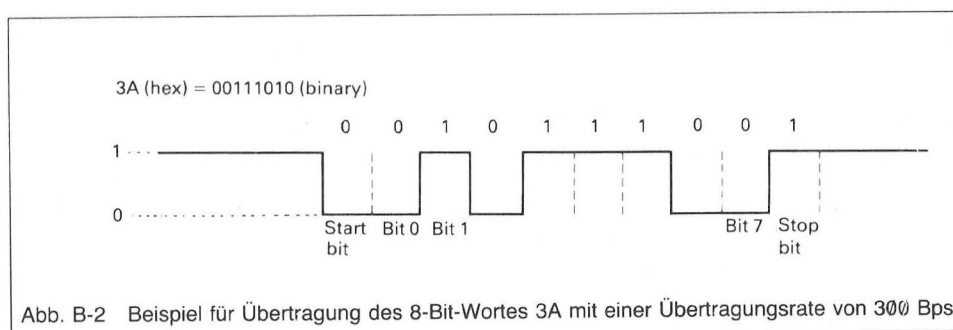 3A (hex) = 00111010 (binary)
0 0 1 0 1 1 1 0 0 1
1
0
Start bit Bit 0 Bit 1 Bit 7 Stop bit
Abb. B-2 Beispiel für Übertragung des 8-Bit-Wortes 3A mit einer Übertragungsrate von 300 Bps